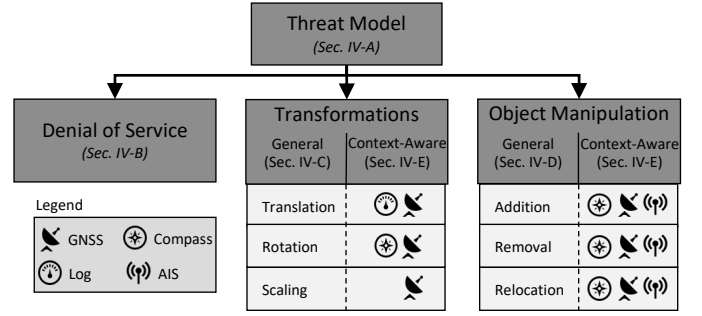 Threat Model
(Sec. IV-A)
Denial of Service
(Sec. IV-B)
Transformations
General
(Sec. IV-C)
Context-Aware
(Sec. IV-E)
Translation
Rotation
Scaling
Object Manipulation
General
(Sec. IV-D)
Context-Aware
(Sec. IV-E)
Addition
Removal
Relocation
Legend
GNSS
Compass
Log
AIS